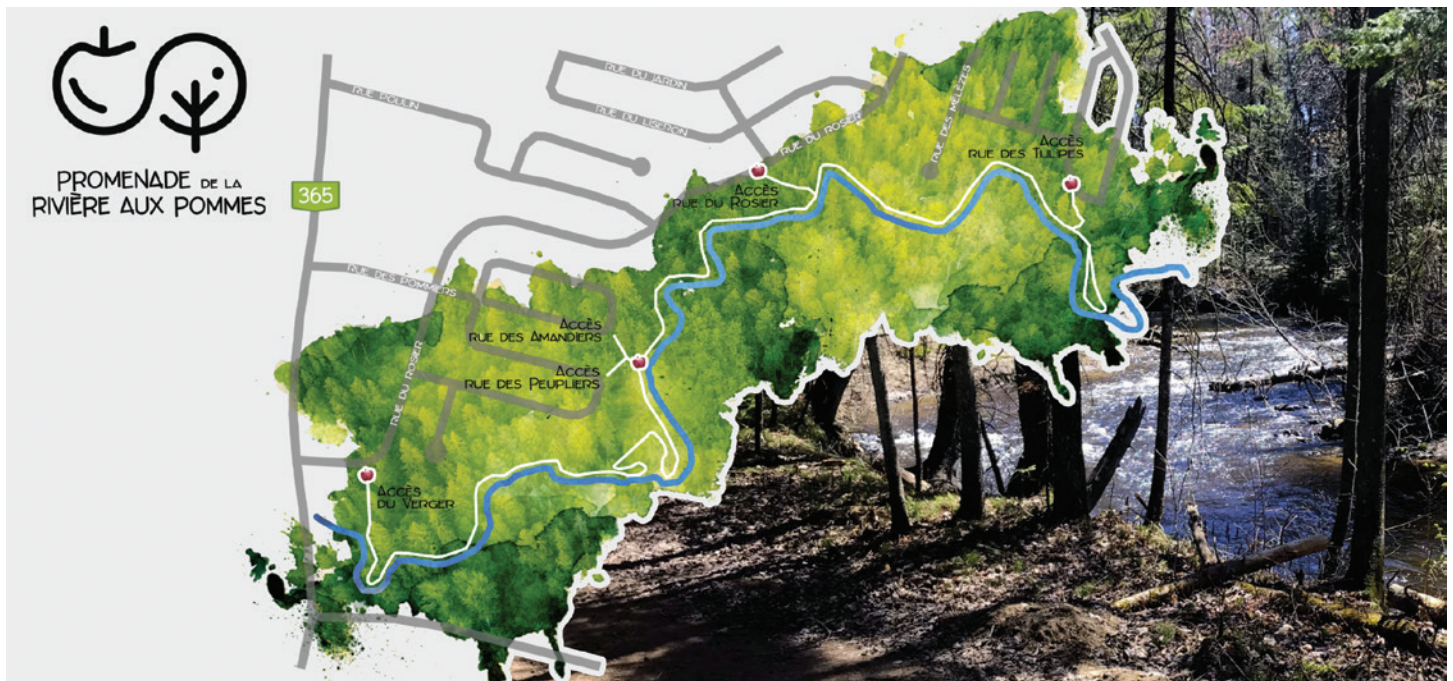 PROMENADE DE LA
RIVIÈRE AUX POMMES
365
RUE POULIN
RUE DU JARDIN
RUE DU LISERON
RUE DU ROSIER
RUE DES MÉLÈZES
ACCÈS
RUE DES TULIPES
ACCÈS
RUE DU ROSIER
RUE DES POMMIERS
ACCÈS
RUE DES AMANDIERS
ACCÈS
RUE DES PEUPLIERS
RUE DU ROSIER
ACCÈS
DU VERGER